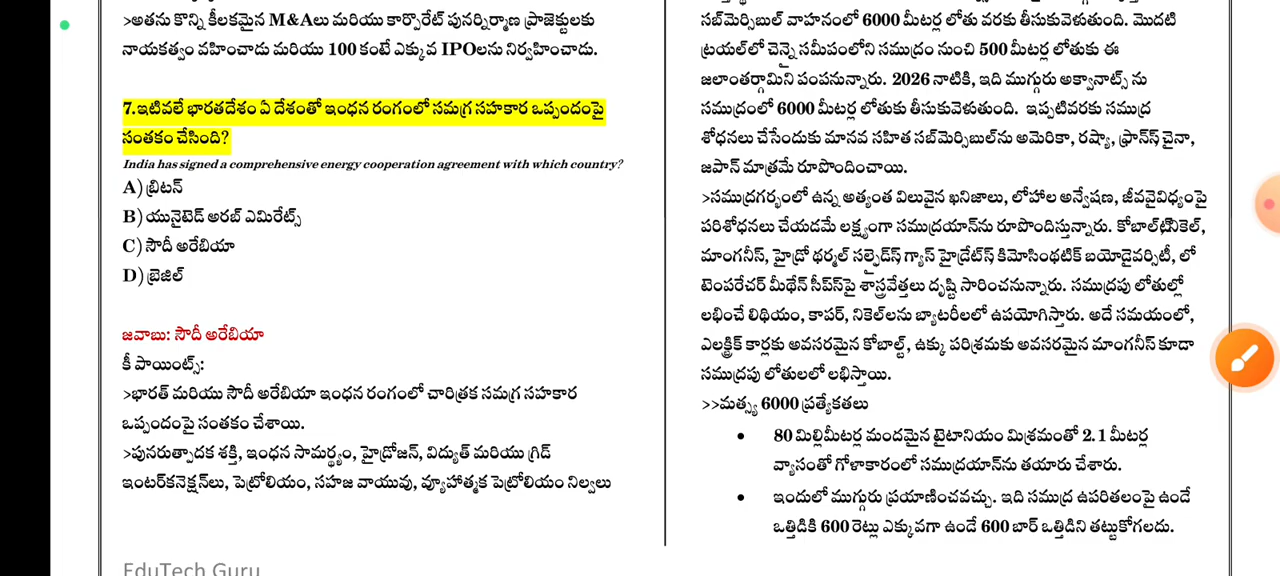 >అతను కొన్ని కీలకమైన M&Aలు మరియు కార్పొరేట్ పునర్నిర్మాణ ప్రాజెక్టులకు
నాయకత్వం వహించాడు మరియు 100 కంటే ఎక్కువ IPOలను నిర్వహించాడు.
7.ఇటీవలే భారతదేశం ఏ దేశంతో ఇంధన రంగంలో సమగ్ర సహకార ఒప్పందంపై
సంతకం చేసింది?
India has signed a comprehensive energy cooperation agreement with which country?
A) బ్రిటన్
B) యునైటెడ్ అరబ్ ఎమిరేట్స్
C) సౌదీ అరేబియా
D) బ్రెజిల్
జవాబు: సౌదీ అరేబియా
కీ పాయింట్స్:
>భారత్ మరియు సౌదీ అరేబియా ఇంధన రంగంలో చారిత్రక సమగ్ర సహకార
ఒప్పందంపై సంతకం చేశాయి.
>పునరుత్పాదక శక్తి, ఇంధన సామర్థ్యం, హైడ్రోజన్, విద్యుత్ మరియు గ్రిడ్
ఇంటర్‌కనెక్షన్‌లు, పెట్రోలియం, సహజ వాయువు, వ్యూహాత్మక పెట్రోలియం నిల్వలు
EduTech Guru
సబ్‌మెర్సిబుల్ వాహనంలో 6000 మీటర్ల లోతు వరకు తీసుకువెళుతుంది. మొదటి
ట్రయల్‌లో చెన్నై సమీపంలోని సముద్రం నుంచి 500 మీటర్ల లోతుకు ఈ
జలాంతర్గామిని పంపనున్నారు. 2026 నాటికి, ఇది ముగ్గురు అక్వానాట్స్ ను
సముద్రంలో 6000 మీటర్ల లోతుకు తీసుకువెళుతుంది. ఇప్పటివరకు సముద్ర
శోధనలు చేసేందుకు మానవ సహిత సబ్‌మెర్సిబుల్‌ను అమెరికా, రష్యా, ఫ్రాన్స్ చైనా,
జపాన్ మాత్రమే రూపొందించాయి.
>సముద్రగర్భంలో ఉన్న అత్యంత విలువైన ఖనిజాలు, లోహాల అన్వేషణ, జీవవైవిధ్యంపై
పరిశోధనలు చేయడమే లక్ష్యంగా సముద్రయాన్‌ను రూపొందిస్తున్నారు. కోబాల్ట్ నికెల్,
మాంగనీస్, హైడ్రో థర్మల్ సల్ఫైడ్స్ గ్యాస్ హైడ్రేట్స్ కిమోసింథటిక్ బయోడైవర్సిటీ, లో
టెంపరేచర్ మీథేన్ సీప్స్‌పై శాస్త్రవేత్తలు దృష్టి సారించనున్నారు. సముద్రపు లోతుల్లో
లభించే లిథియం, కాపర్, నికెల్‌లను బ్యాటరీలలో ఉపయోగిస్తారు. అదే సమయంలో,
ఎలక్ట్రిక్ కార్లకు అవసరమైన కోబాల్ట్, ఉక్కు పరిశ్రమకు అవసరమైన మాంగనీస్ కూడా
సముద్రపు లోతులలో లభిస్తాయి.
>>మత్స్య 6000 ప్రత్యేకతలు
• 80 మిల్లిమీటర్ల మందమైన టైటానియం మిశ్రమంతో 2.1 మీటర్ల
వ్యాసంతో గోళాకారంలో సముద్రయాన్‌ను తయారు చేశారు.
• ఇందులో ముగ్గురు ప్రయాణించవచ్చు. ఇది సముద్ర ఉపరితలంపై ఉండే
ఒత్తిడికి 600 రెట్లు ఎక్కువగా ఉండే 600 బార్ ఒత్తిడిని తట్టుకోగలదు.